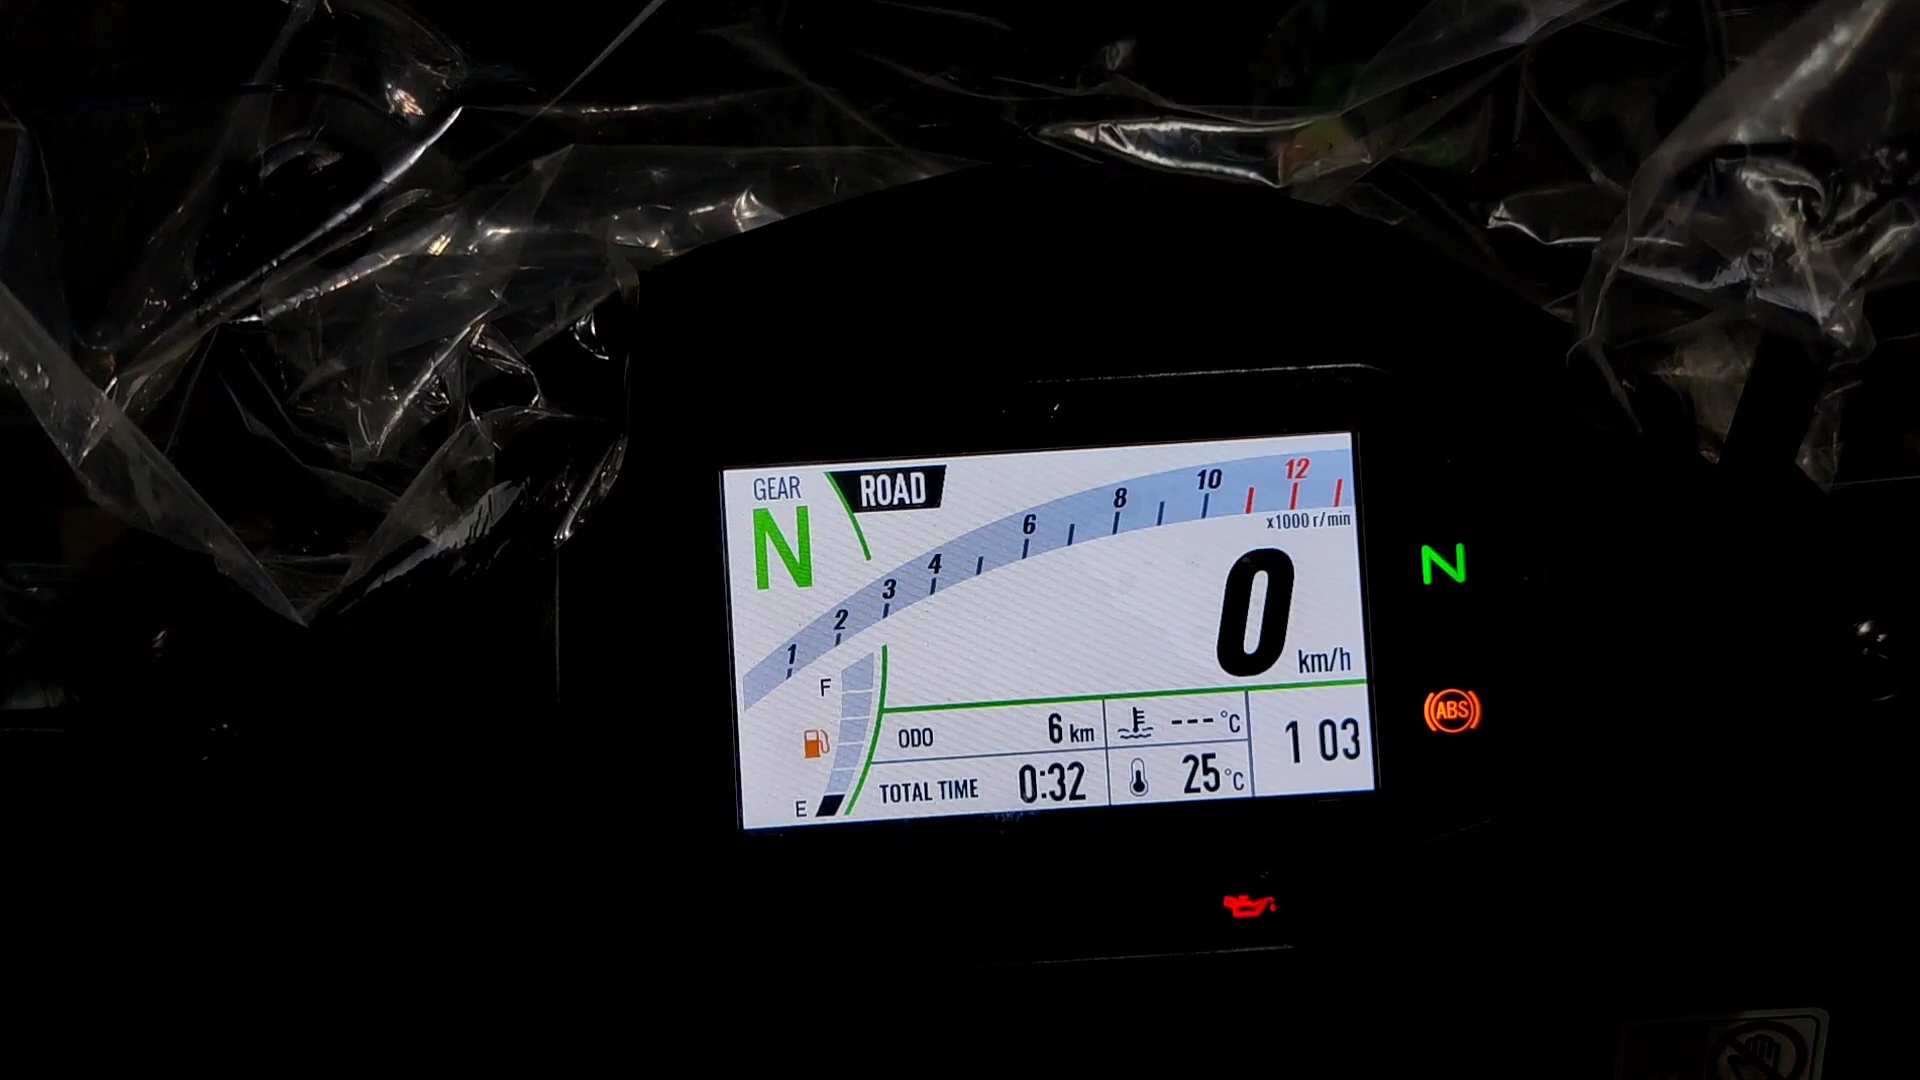 GEAR
ROAD
N
1
2
3
4
6
8
10
12
x1000 r/min
0
km/h
N
F
E
ODO 6 km
TOTAL TIME 0:32
--- °C
25 °C
1 03
ABS